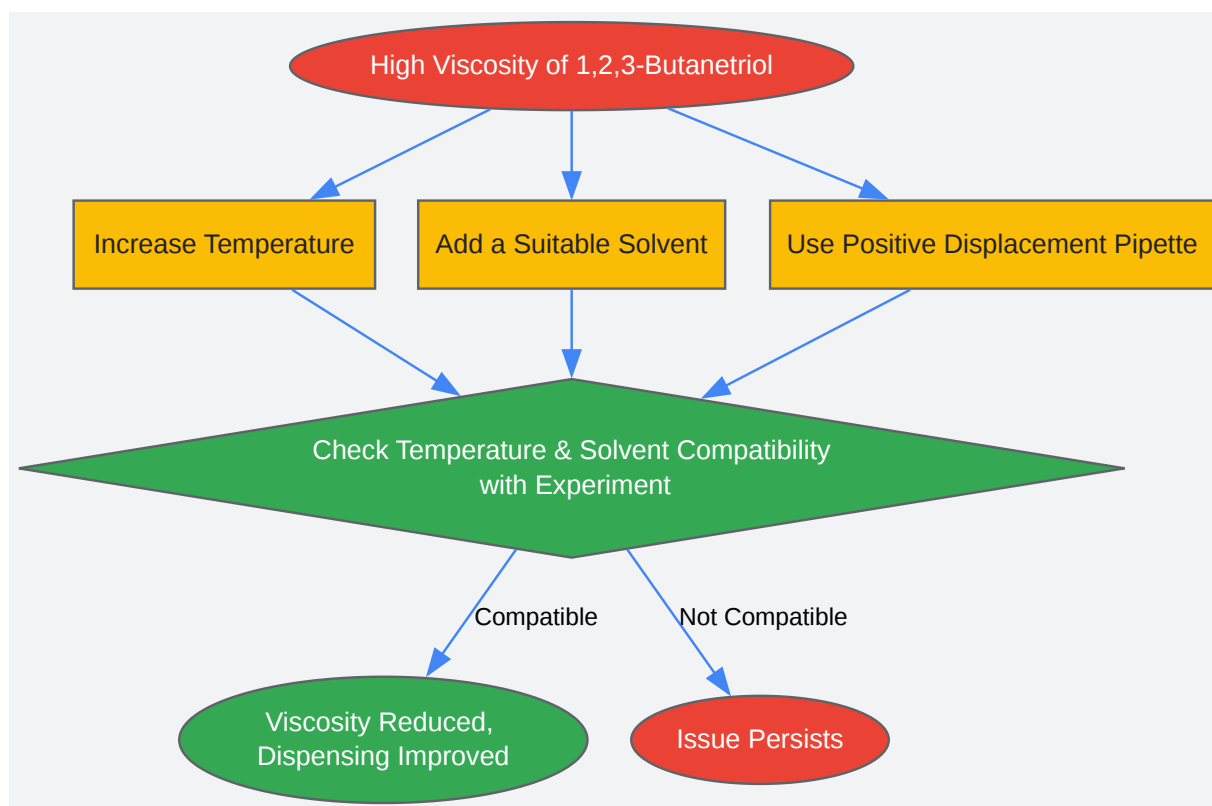 High Viscosity of 1,2,3-Butanetriol
Increase Temperature
Add a Suitable Solvent
Use Positive Displacement Pipette
Check Temperature & Solvent Compatibility
with Experiment
Compatible
Not Compatible
Viscosity Reduced,
Dispensing Improved
Issue Persists